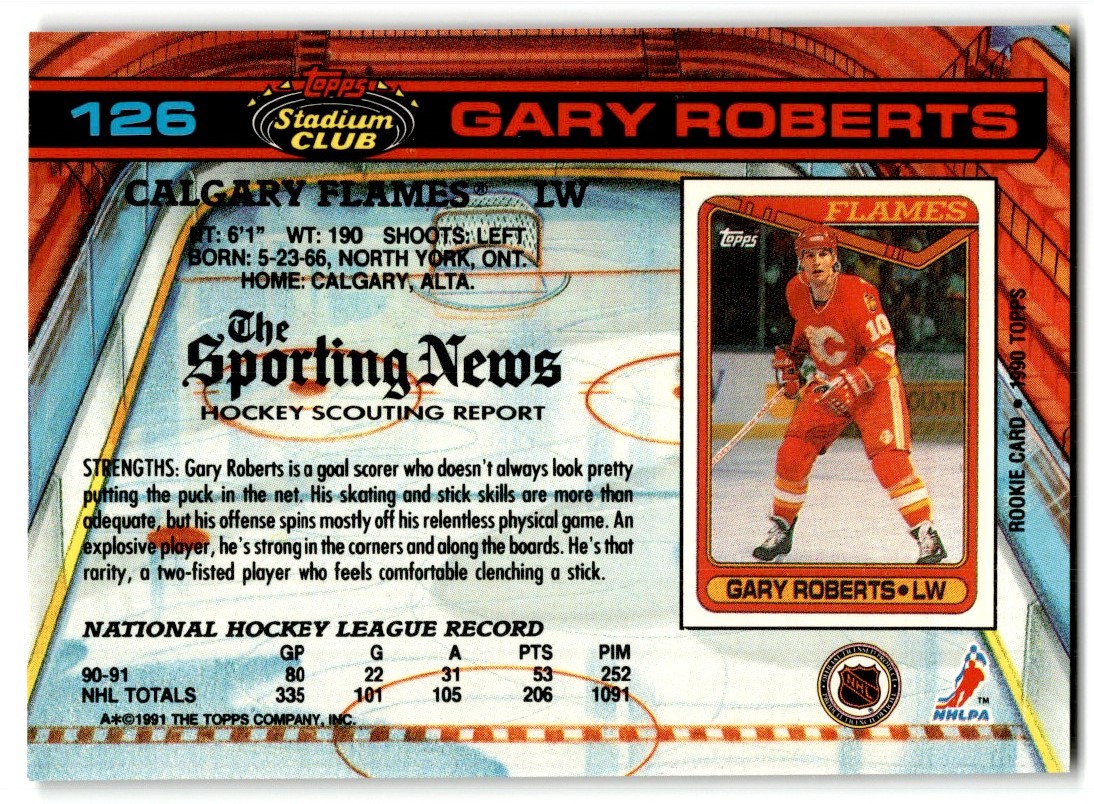 126
Topps
Stadium
CLUB
GARY ROBERTS
CALGARY FLAMES® LW
HT: 6'1" WT: 190 SHOOTS: LEFT
BORN: 5-23-66, NORTH YORK, ONT.
HOME: CALGARY, ALTA.
The
Sporting News
HOCKEY SCOUTING REPORT
STRENGTHS: Gary Roberts is a goal scorer who doesn't always look pretty
putting the puck in the net. His skating and stick skills are more than
adequate, but his offense spins mostly off his relentless physical game. An
explosive player, he's strong in the corners and along the boards. He's that
rarity, a two-fisted player who feels comfortable clenching a stick.
NATIONAL HOCKEY LEAGUE RECORD
GP G A PTS PIM
90-91 80 22 31 53 252
NHL TOTALS 335 101 105 206 1091
A*©1991 THE TOPPS COMPANY, INC.
FLAMES
Topps
10
C
GARY ROBERTS•LW
ROOKIE CARD • 1990 TOPPS
NHL
NHLPA
TM